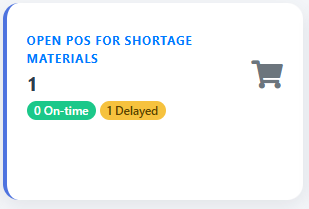 OPEN POS FOR SHORTAGE
MATERIALS
1
0 On-time 1 Delayed